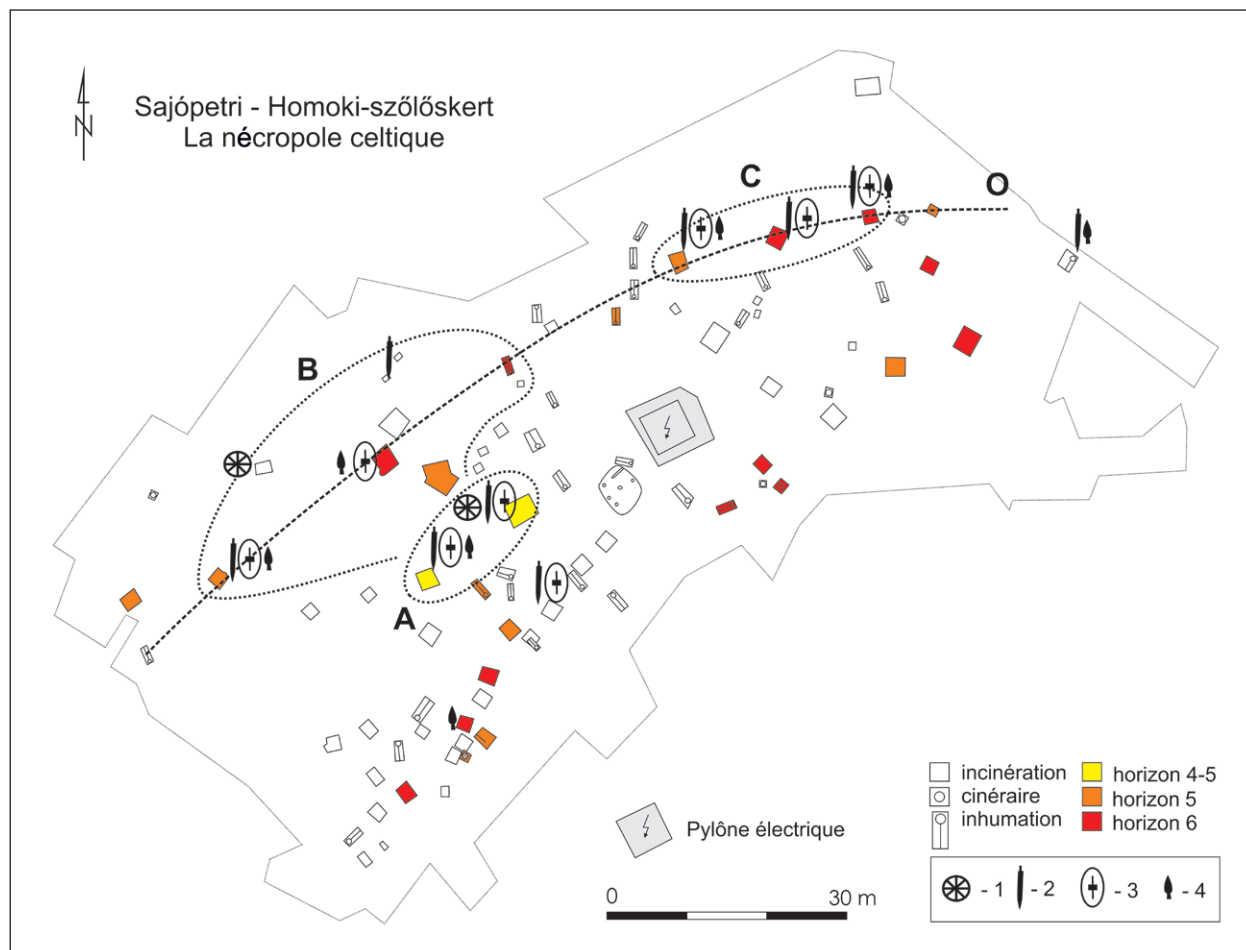 N
Sajópetri - Homoki-szőlőskert
La nécropole celtique
C
O
B
A
incinération
cinéraire
inhumation
horizon 4-5
horizon 5
horizon 6
Pylône électrique
0 30 m
- 1 - 2 - 3 - 4